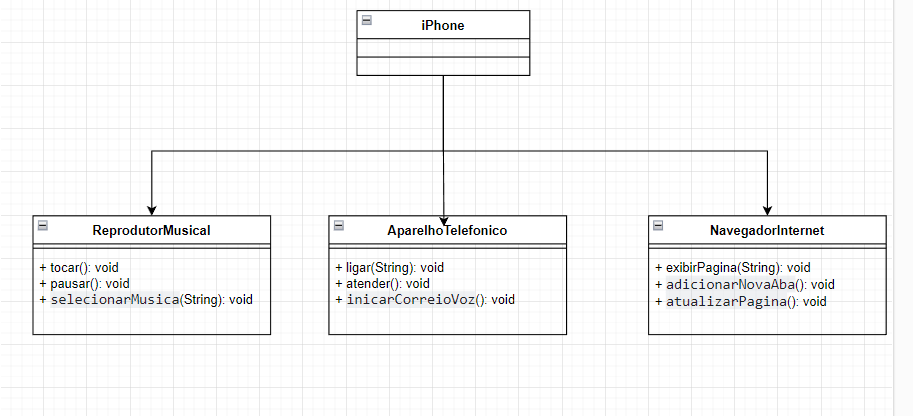 iPhone
ReprodutorMusical
+ tocar(): void
+ pausar(): void
+ selecionarMusica(String): void
AparelhoTelefonico
+ ligar(String): void
+ atender(): void
+ inicarCorreioVoz(): void
NavegadorInternet
+ exibirPagina(String): void
+ adicionarNovaAba(): void
+ atualizarPagina(): void